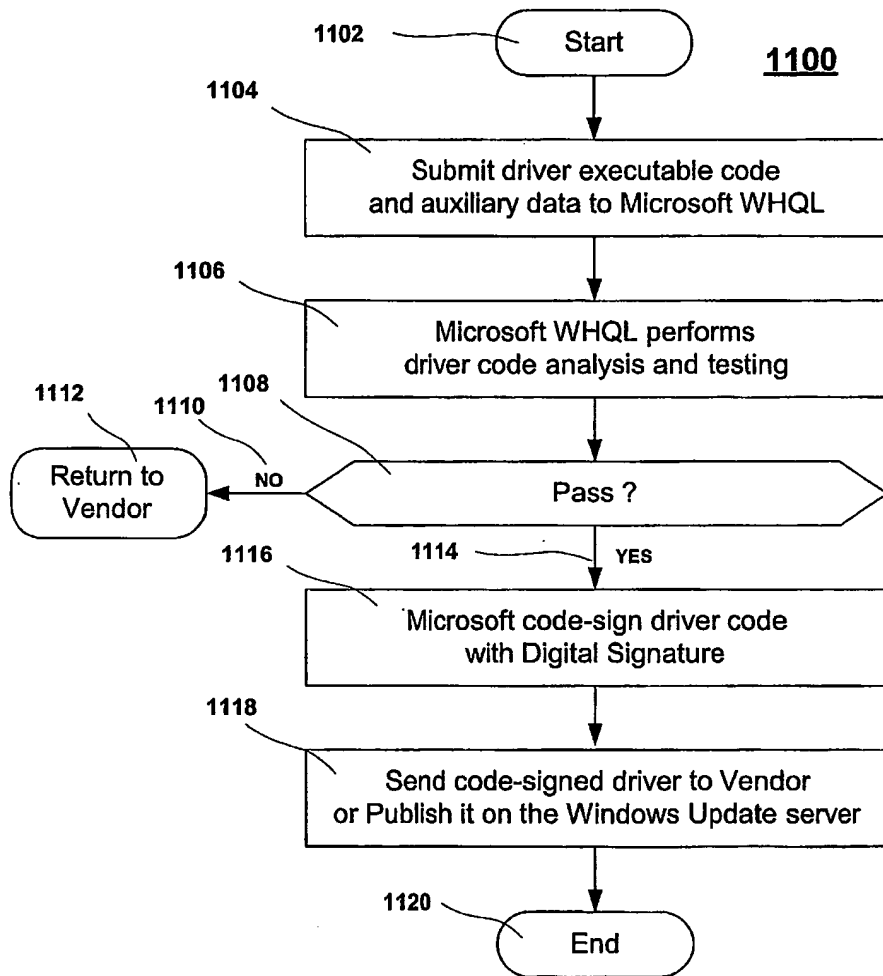 1102
Start
1100
1104
Submit driver executable code
and auxiliary data to Microsoft WHQL
1106
Microsoft WHQL performs
driver code analysis and testing
1108
1112
1110
Return to
Vendor
NO
Pass ?
1114
YES
1116
Microsoft code-sign driver code
with Digital Signature
1118
Send code-signed driver to Vendor
or Publish it on the Windows Update server
1120
End